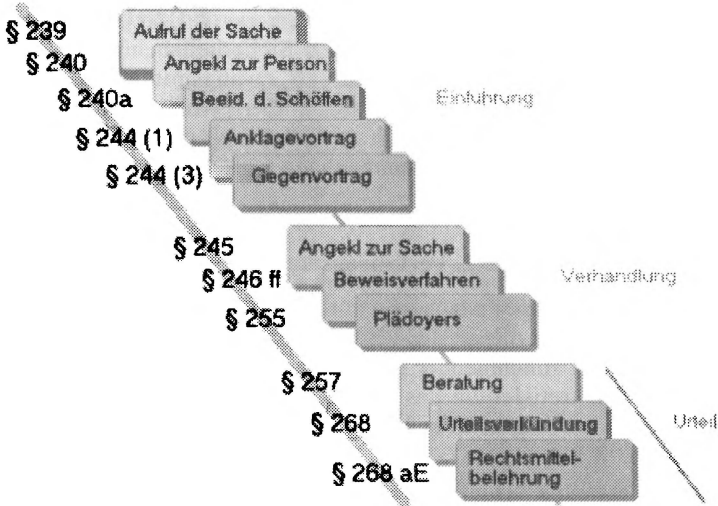 § 239 Aufruf der Sache
§ 240 Angekl zur Person
§ 240a Beeid. d. Schöffen
Einführung
§ 244 (1) Anklagevortrag
§ 244 (3) Gegenvortrag
§ 245 Angekl zur Sache
§ 246 ff Beweisverfahren
Verhandlung
§ 255 Plädoyers
§ 257 Beratung
§ 268 Urteilsverkündung
Urteil
§ 268 aE Rechtsmittel-
belehrung